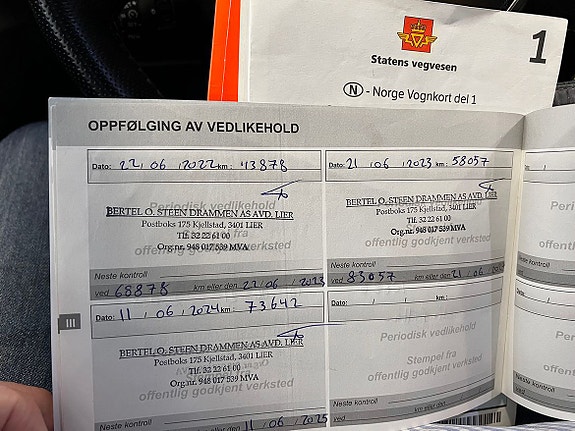 1
Statens vegvesen
N - Norge Vognkort del 1
OPPFØLGING AV VEDLIKEHOLD
Dato: 22/06/2022 km: 43878
Periodisk vedlikehold
BERTEL O. STEEN DRAMMEN AS AVD. LIER
Postboks 175 Kjellstad, 3401 LIER
Tlf. 32 22 61 00
Org.nr. 948 017 539 MVA
offentlig godkjent verksted
Neste kontroll
ved 68878 km eller den 22/06/2023
Dato: 21/06/2023 km: 58057
BERTEL O. STEEN DRAMMEN AS AVD. LIER
Postboks 175 Kjellstad, 3401 LIER
Tlf. 32 22 61 00
Org.nr. 948 017 539 MVA
offentlig godkjent verksted
Neste kontroll
ved 83057 km eller den 21/06/
Dato: 11/06/2024 km: 73642
BERTEL O. STEEN DRAMMEN AS AVD. LIER
Postboks 175 Kjellstad, 3401 LIER
Tlf. 32 22 61 00
Org.nr. 948 017 539 MVA
offentlig godkjent verksted
Neste kontroll
11/06/2025
Dato: / / km:
Periodisk vedlikehold
Stempel fra
offentlig godkjent verksted
Neste kontroll
ved km eller den
III